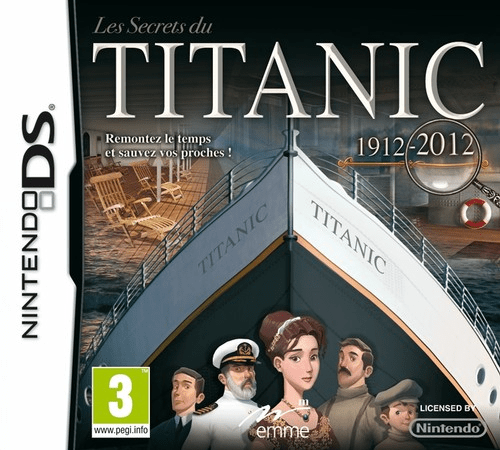 Les Secrets du
TITANIC
1912-2012
Remontez le temps
et sauvez vos proches !
NINTENDO DS
TITANIC
TITANIC
3
www.pegi.info
emme
LICENSED BY
Nintendo